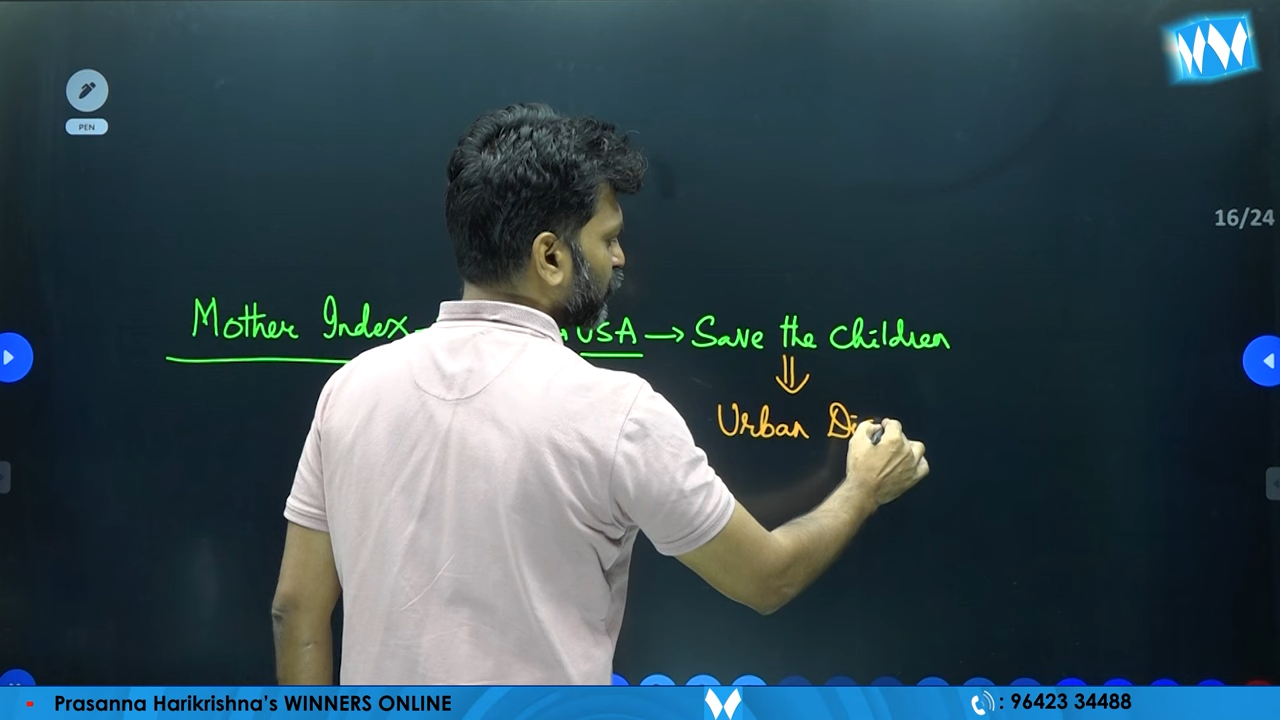 PEN
16/24
Mother Index USA → Save the Children
⇓
Urban
Prasanna Harikrishna's WINNERS ONLINE
: 96423 34488